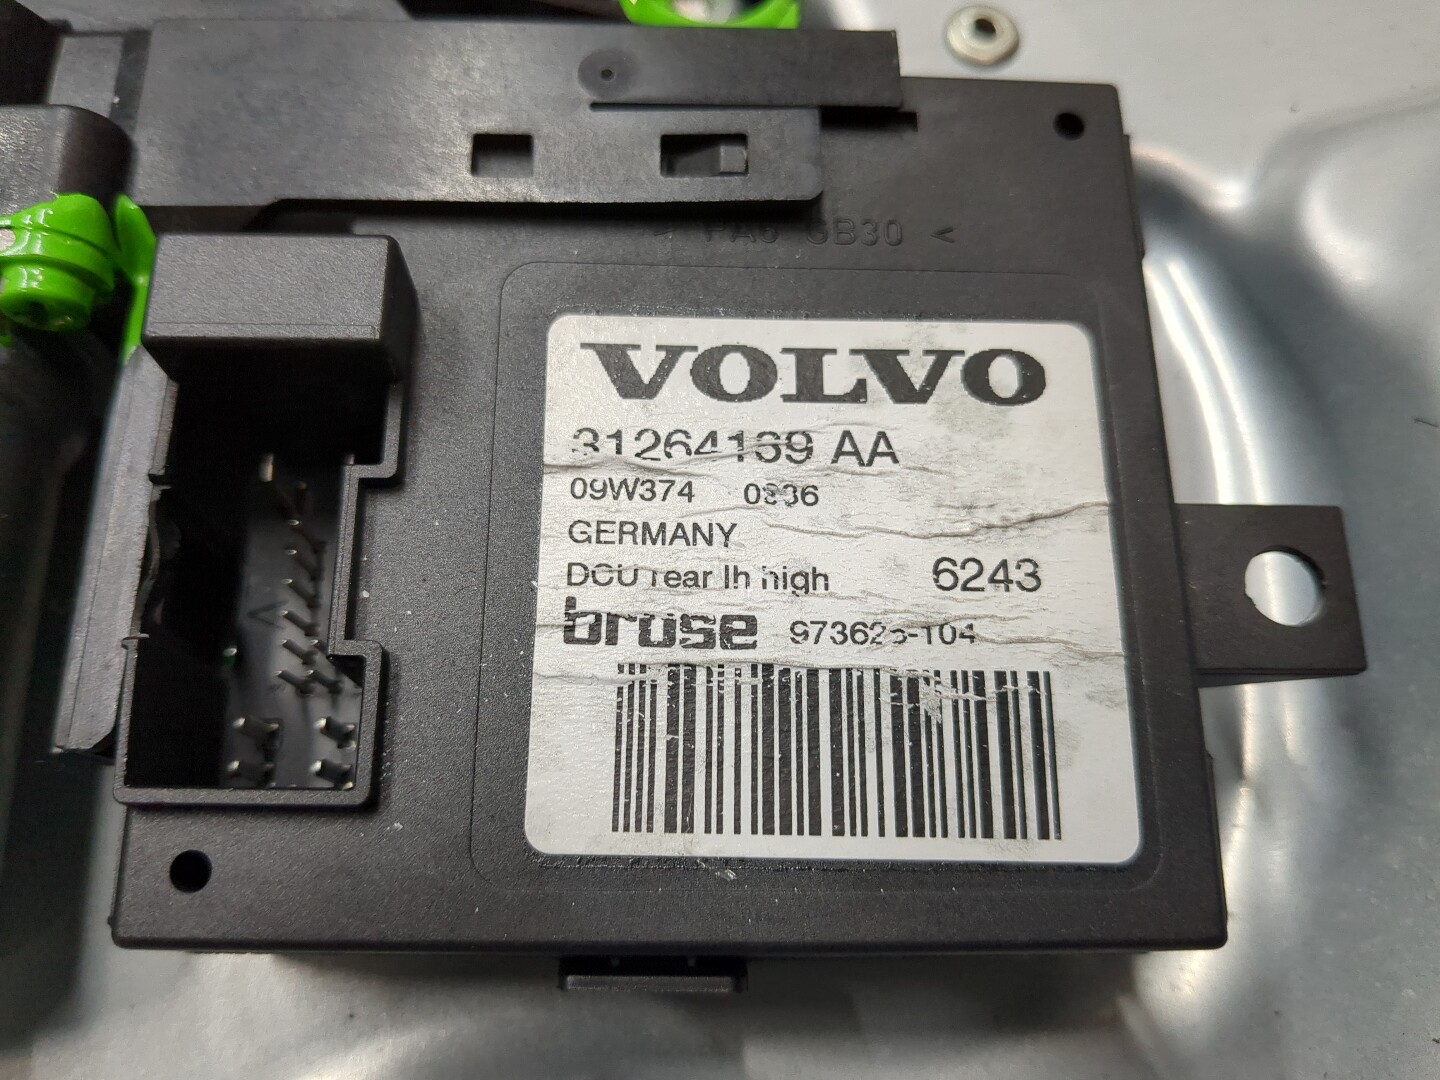 < PA6 GB30 <
VOLVO
31264169 AA
09W374
GERMANY
DCU rear lh high 6243
brose